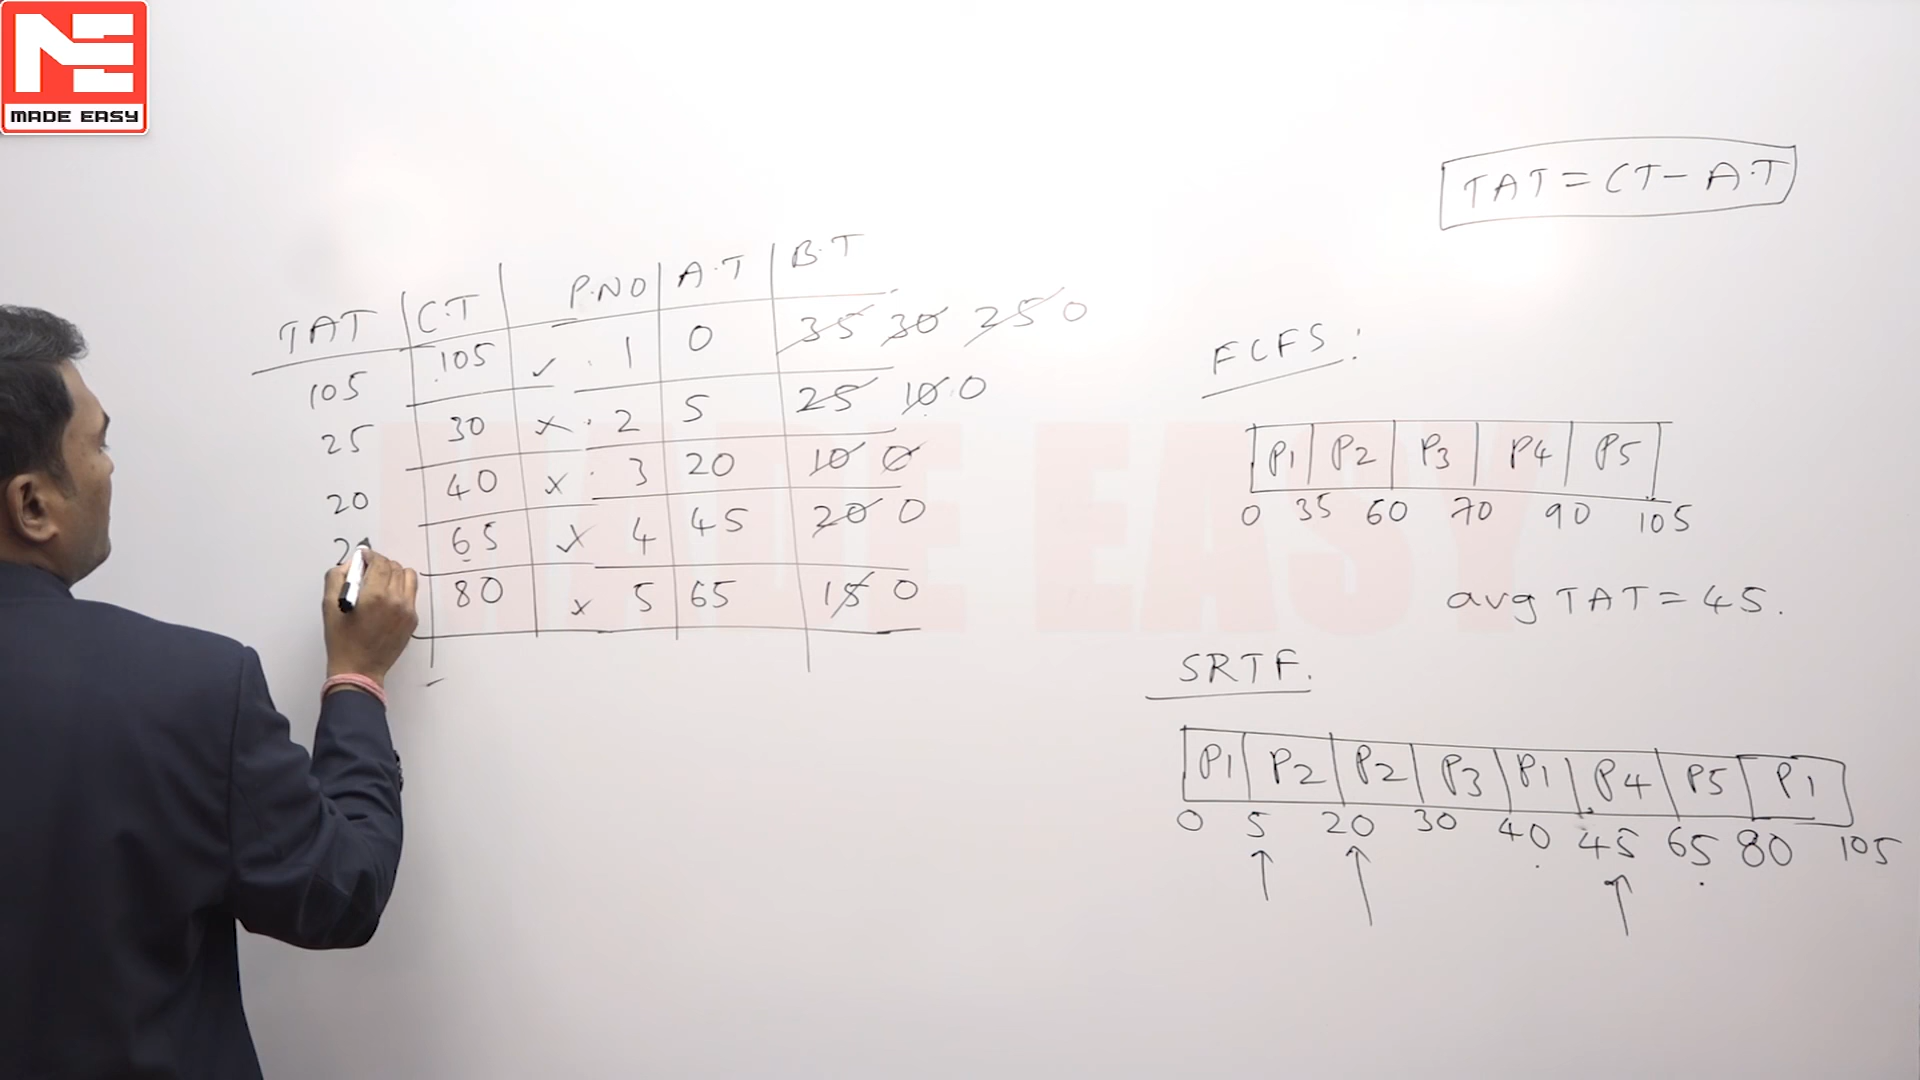 MADE EASY
TAT = CT - A.T
TAT C.T P.NO A.T B.T
105 105 ✓ 1 0 35 30 25 0
25 30 × 2 5 25 10 0
20 40 × 3 20 10 0
65 × 4 45 20 0
80 × 5 65 15 0
FCFS:
P1 P2 P3 P4 P5
0 35 60 70 90 105
avg TAT = 45.
SRTF.
P1 P2 P2 P3 P1 P4 P5 P1
0 5 20 30 40 45 65 80 105
MADE EASY